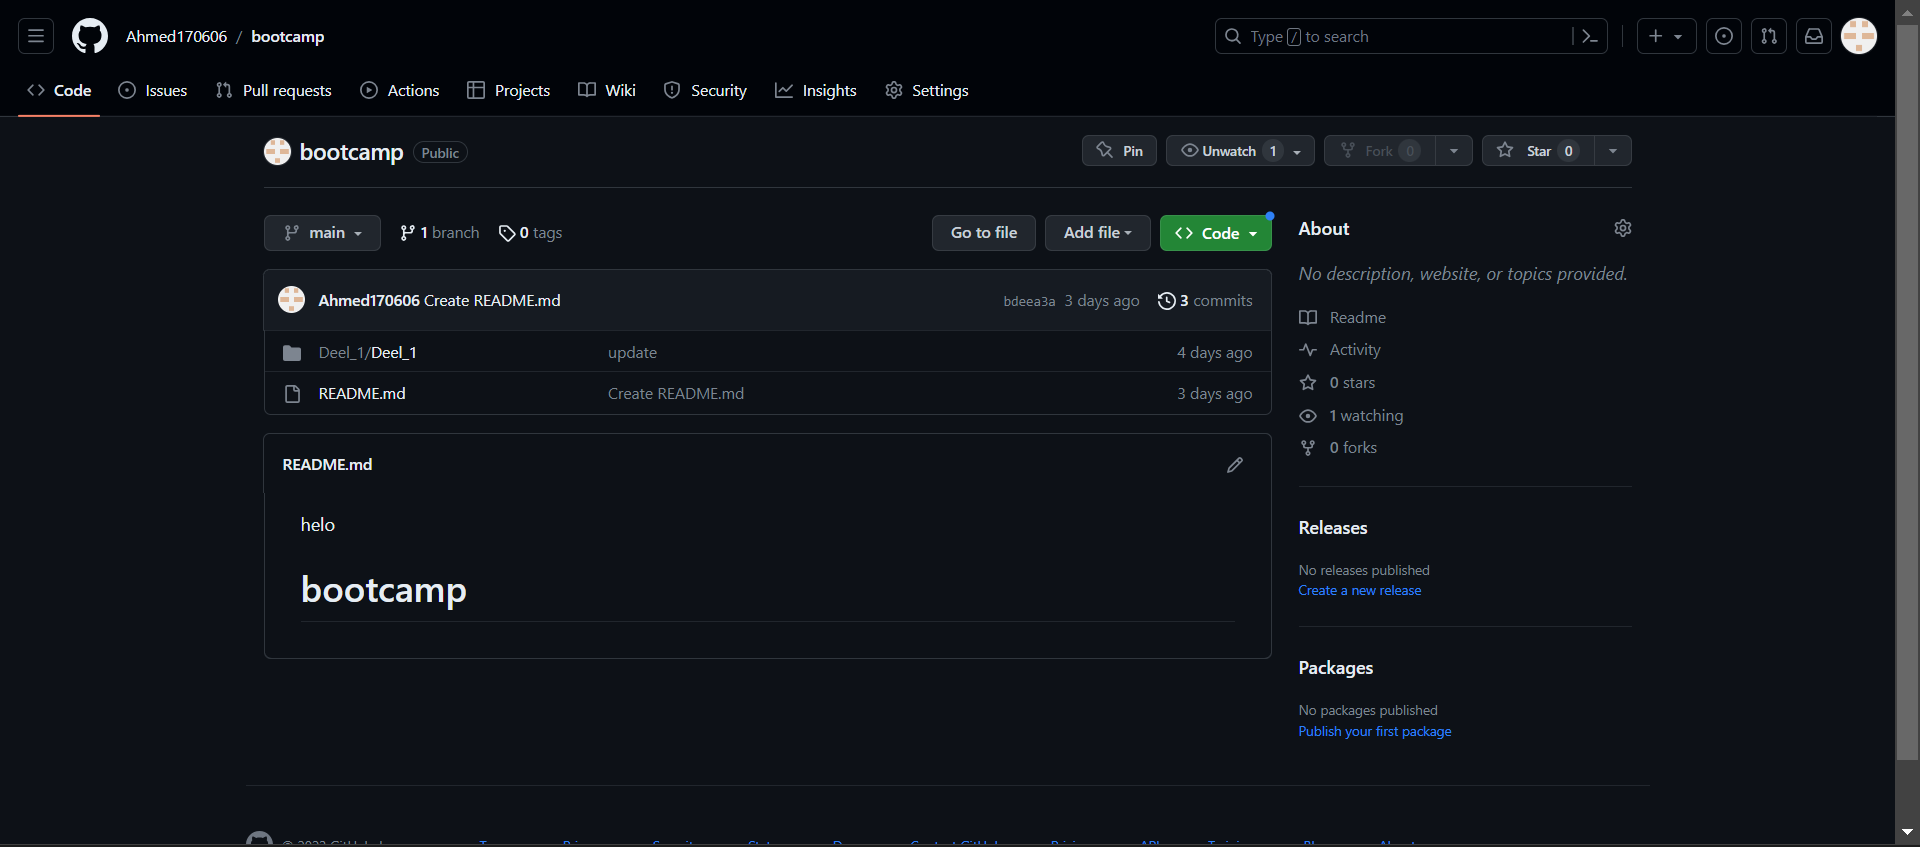 Ahmed170606 / bootcamp
Type / to search
Code Issues Pull requests Actions Projects Wiki Security Insights Settings
bootcamp Public
Pin Unwatch 1 Fork 0 Star 0
main 1 branch 0 tags
Go to file Add file Code
Ahmed170606 Create README.md bdeea3a 3 days ago 3 commits
Deel_1/Deel_1 update 4 days ago
README.md Create README.md 3 days ago
README.md
helo
bootcamp
About
No description, website, or topics provided.
Readme
Activity
0 stars
1 watching
0 forks
Releases
No releases published
Create a new release
Packages
No packages published
Publish your first package